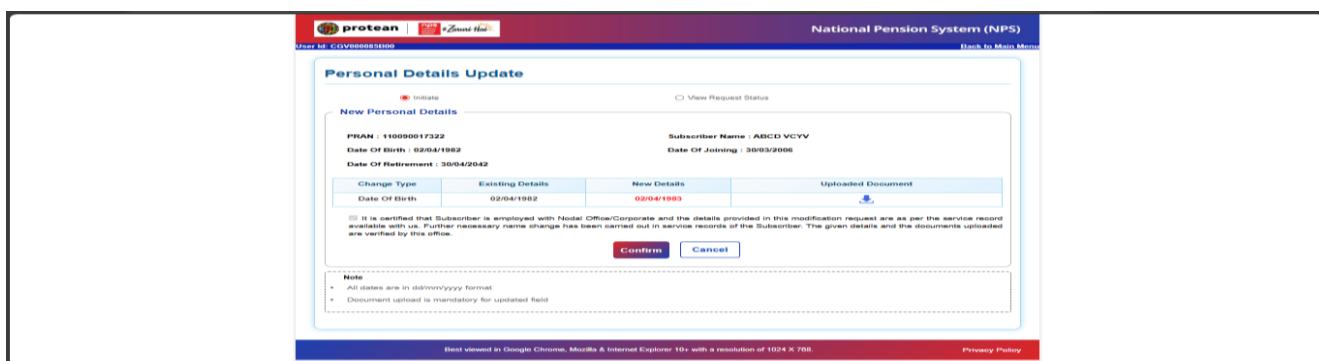 protean
National Pension System (NPS)
Back to Main Menu
Personal Details Update
Initiate
View Request Status
New Personal Details
PRAN : 110090017322
Subscriber Name : ABCD VCYV
Date Of Birth : 02/04/1982
Date Of Joining : 30/03/2006
Date Of Retirement : 30/04/2042
Change Type Existing Details New Details Uploaded Document
Date Of Birth 02/04/1982 02/04/1983
It is certified that Subscriber is employed with Nodal Office/Corporate and the details provided in this modification request are as per the service record
available with us. Further necessary name change has been carried out in service records of the Subscriber. The given details and the documents uploaded
are verified by this office.
Confirm Cancel
Note
• All dates are in dd/mm/yyyy format
• Document upload is mandatory for updated field
Best viewed in Google Chrome, Mozilla & Internet Explorer 10+ with a resolution of 1024 X 768.
Privacy Policy